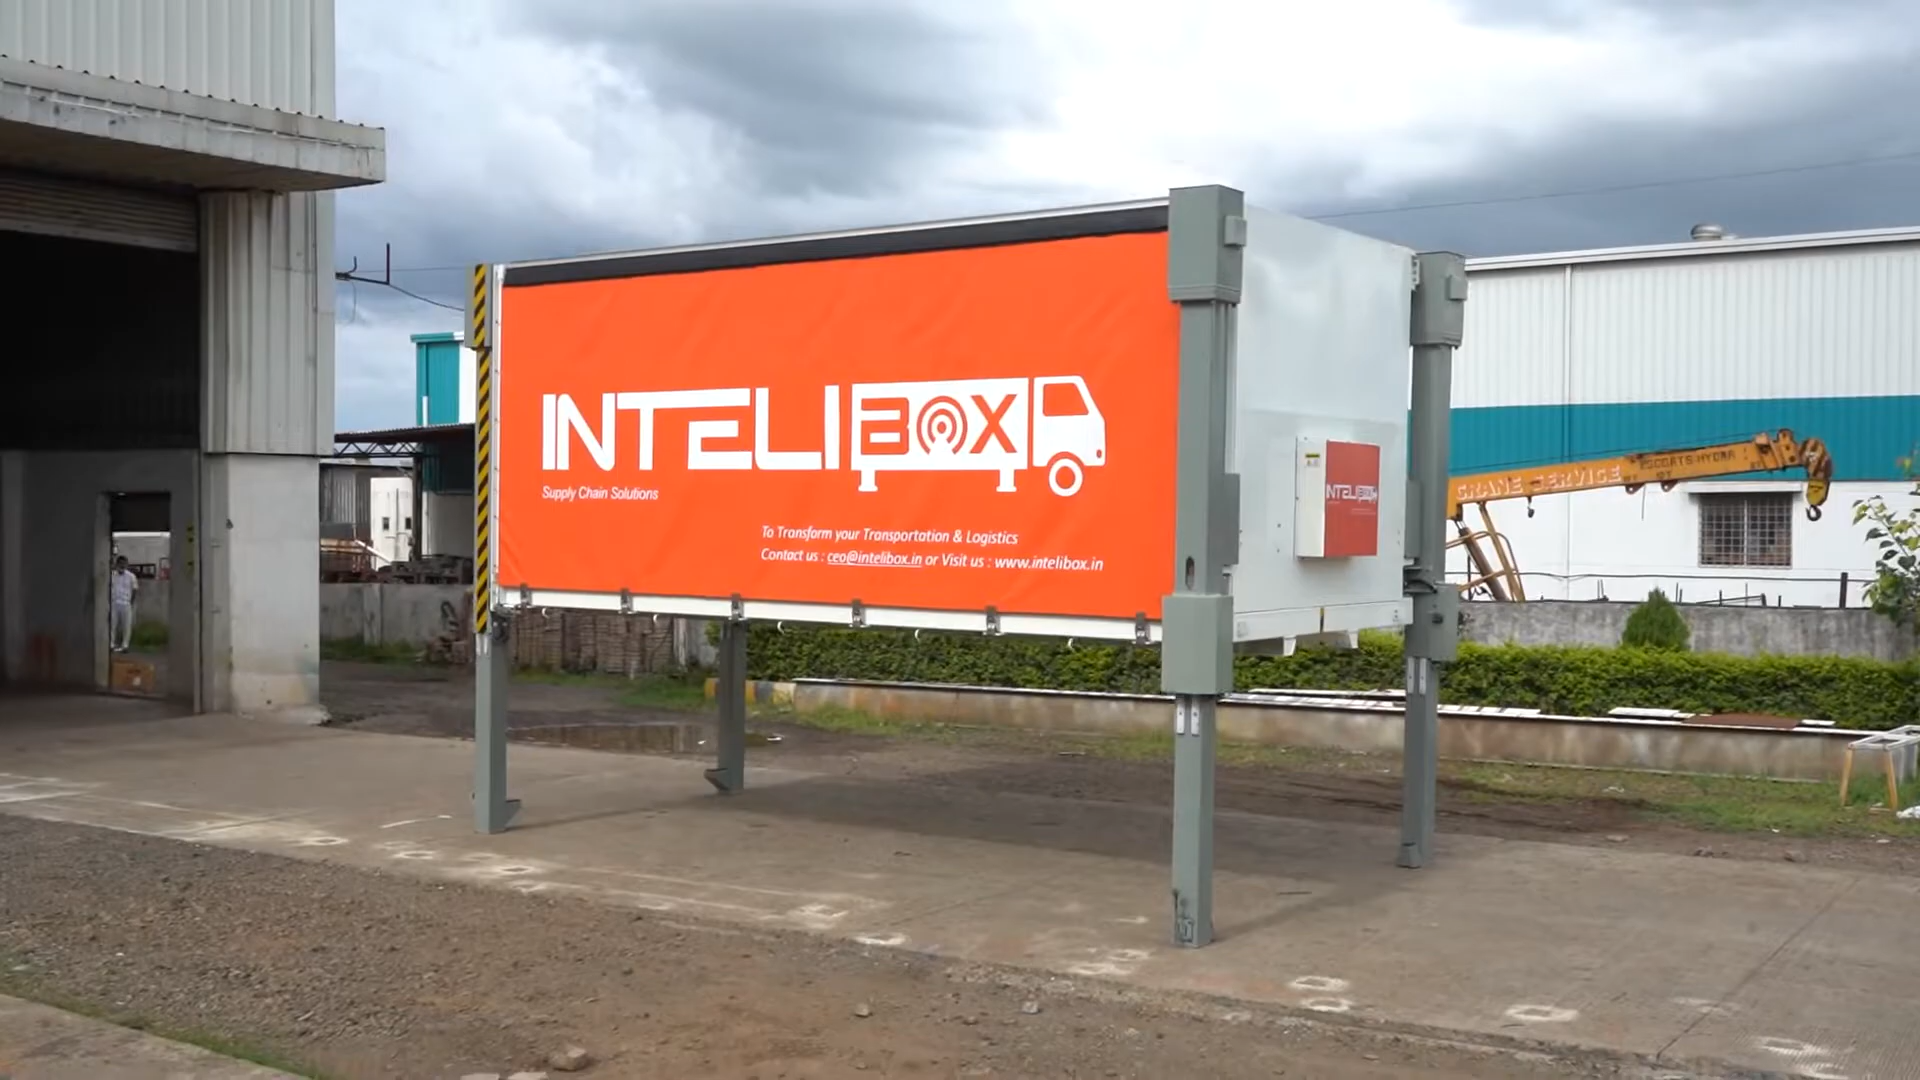 INTELIBOX
Supply Chain Solutions
To Transform your Transportation & Logistics
Contact us : ceo@intelibox.in or Visit us : www.intelibox.in
INTELIBOX
CRANE SERVICE
ESCORTS HYDRA